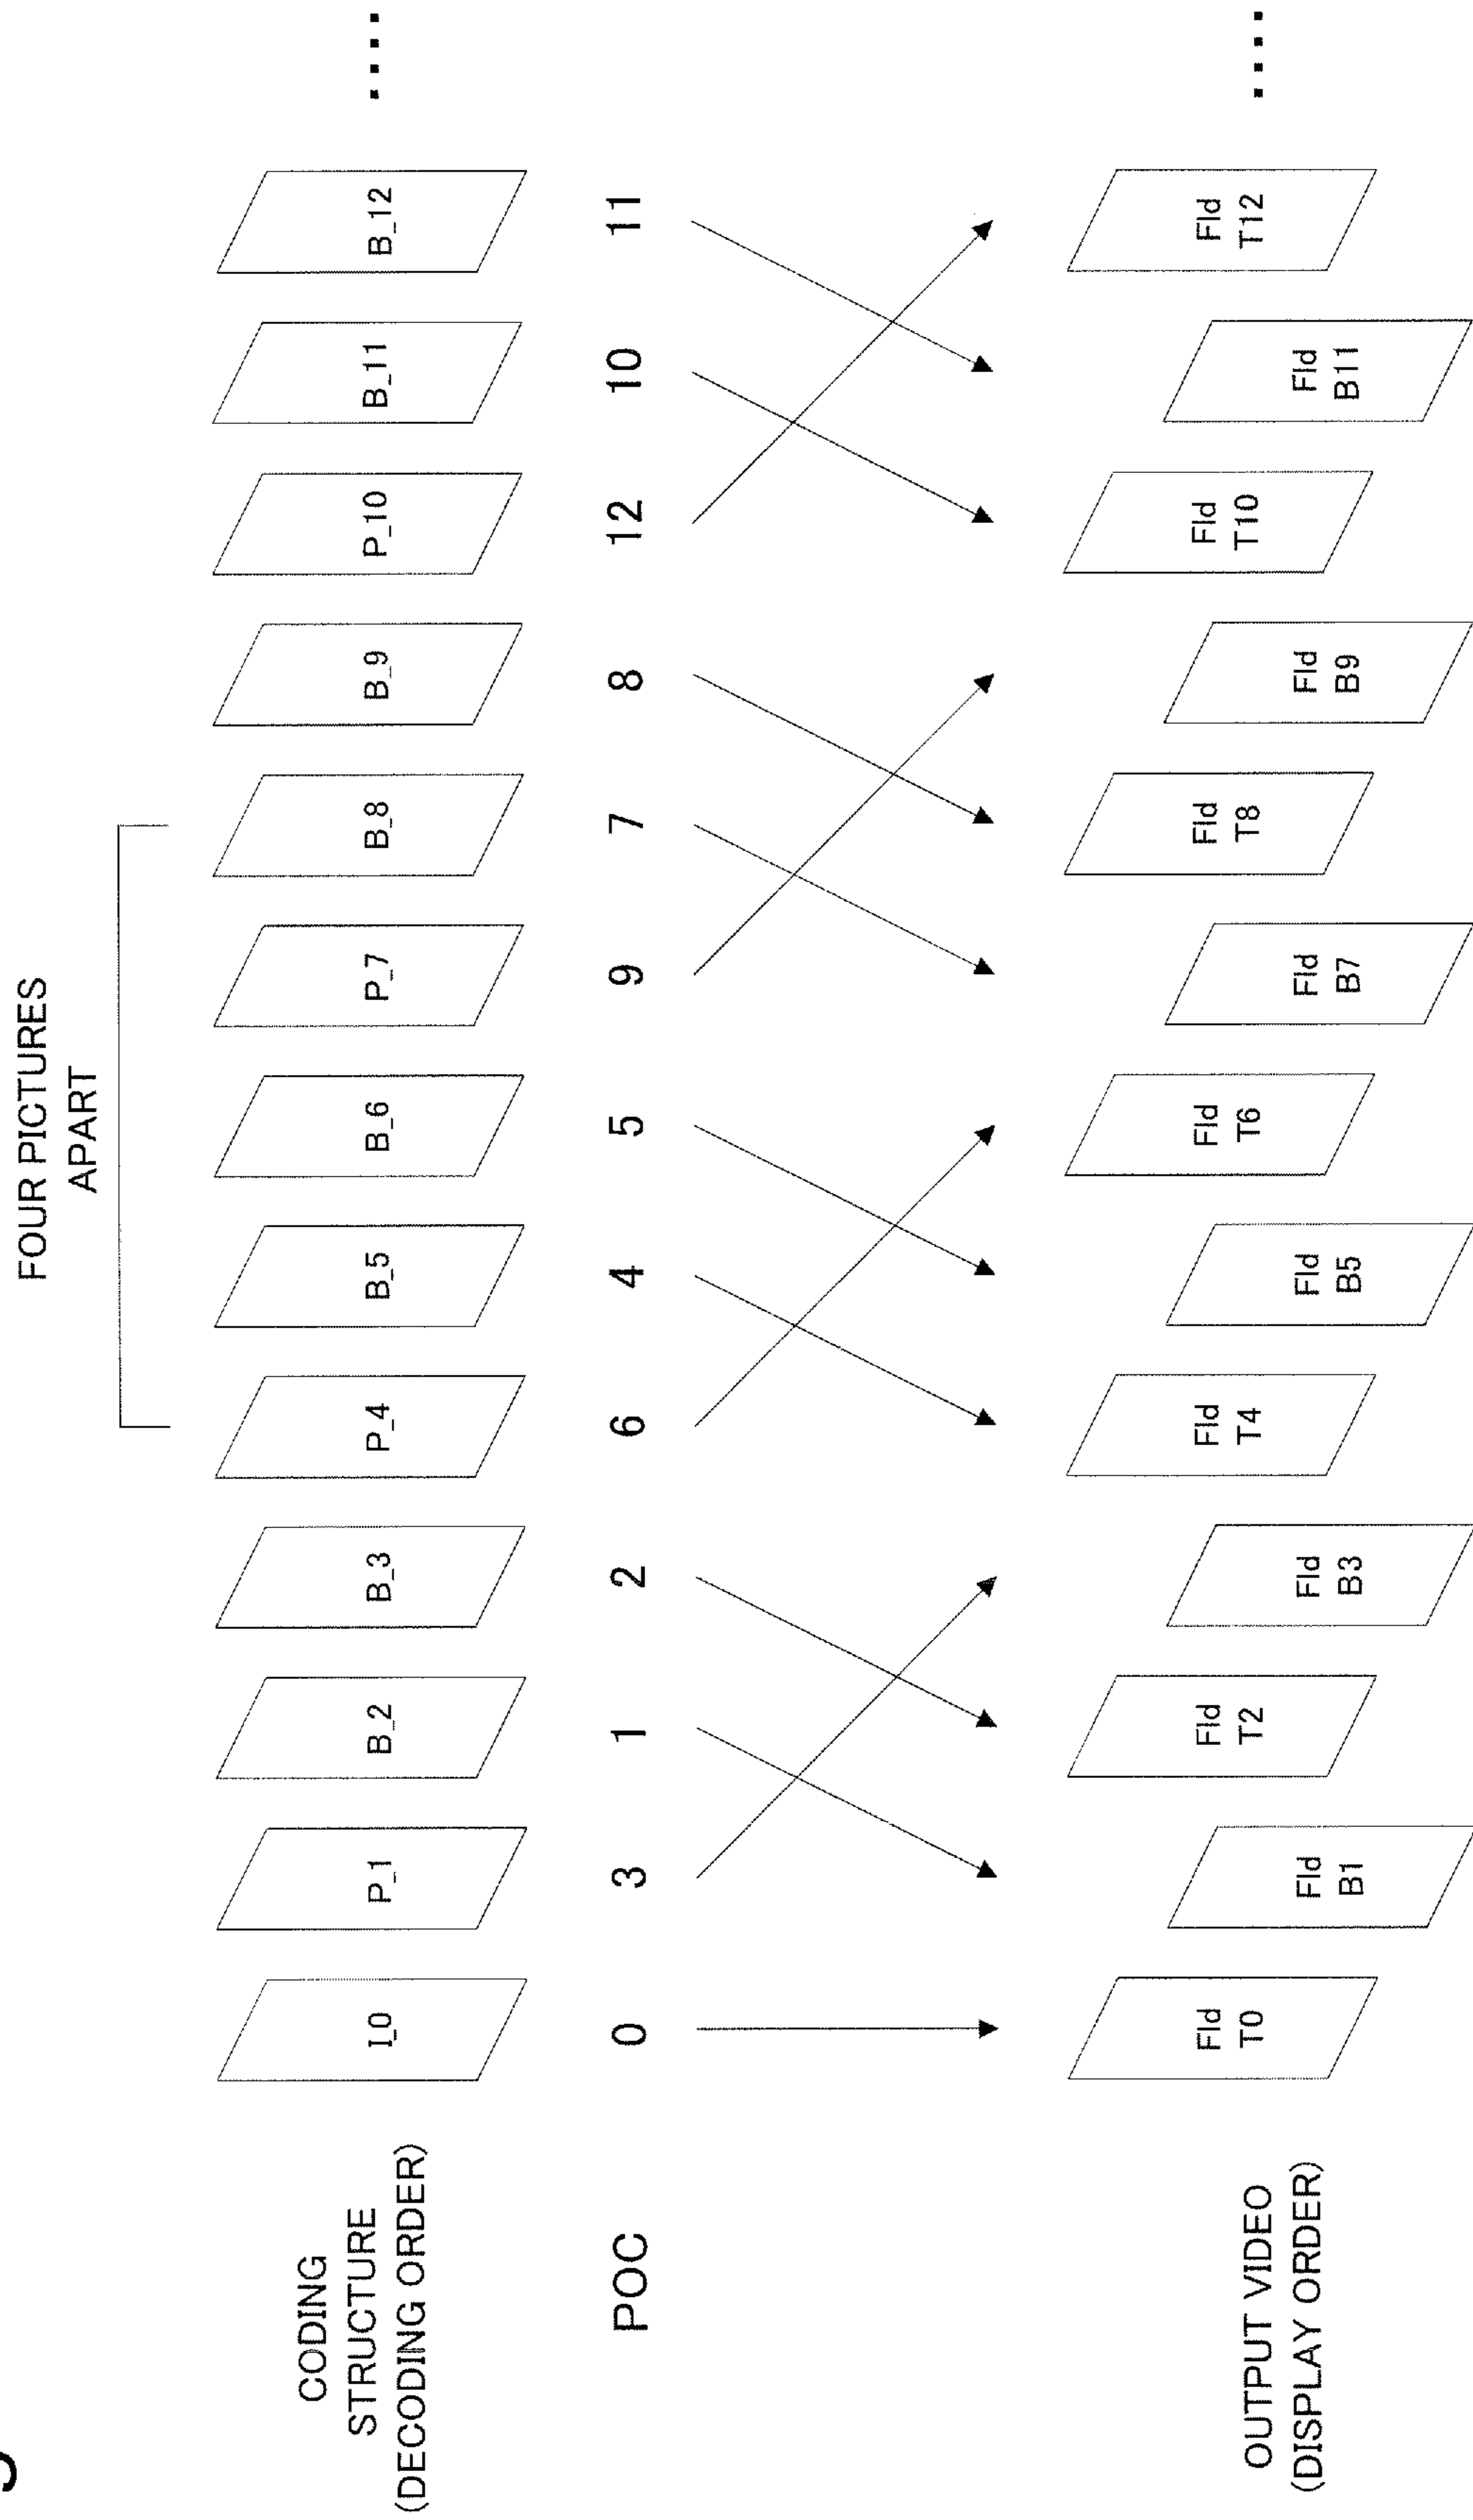 FOUR PICTURES
APART
CODING
STRUCTURE
(DECODING ORDER)
I_0 P_1 B_2 B_3 P_4 B_5 B_6 P_7 B_8 B_9 P_10 B_11 B_12 ....
POC 0 3 1 2 6 4 5 9 7 8 12 10 11
OUTPUT VIDEO
(DISPLAY ORDER)
Fld
T0
Fld
B1
Fld
T2
Fld
B3
Fld
T4
Fld
B5
Fld
T6
Fld
B7
Fld
T8
Fld
B9
Fld
T10
Fld
B11
Fld
T12
....